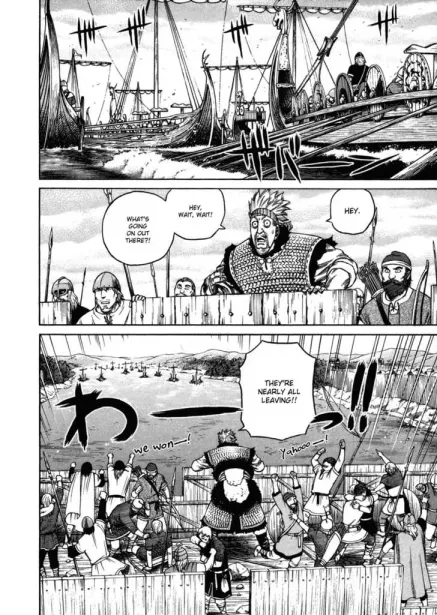 HEY.
HEY,
WAIT, WAIT!
WHAT'S
GOING
ON OUT
THERE?!
THEY'RE
NEARLY ALL
LEAVING!!
わーーっ!!
we won—!
Yahooo—!